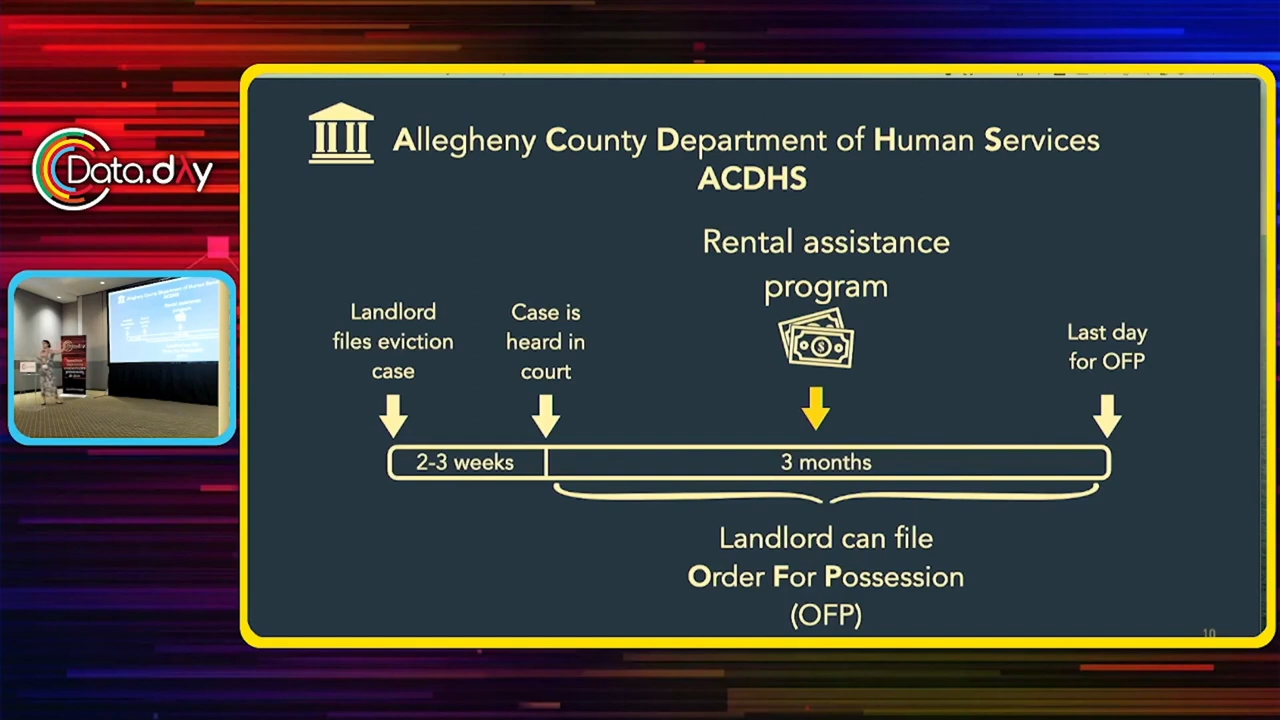 Data.dAy
Allegheny County Department of Human Services
ACDHS
Rental assistance
program
Landlord
files eviction
case
Case is
heard in
court
Last day
for OFP
2-3 weeks
3 months
Landlord can file
Order For Possession
(OFP)
10